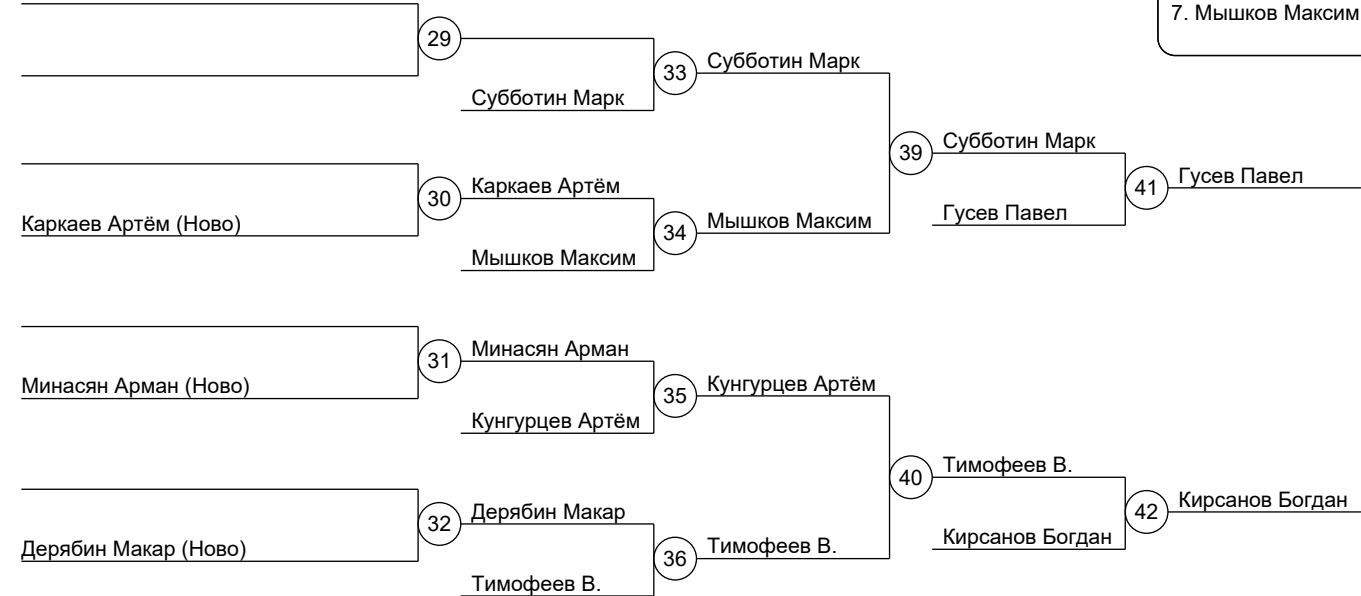 7. Мышков Максим
29
Субботин Марк
33
Субботин Марк
39
Субботин Марк
41
Гусев Павел
30
Каркаев Артём
Каркаев Артём (Ново)
34
Мышков Максим
Гусев Павел
Мышков Максим
31
Минасян Арман
Минасян Арман (Ново)
35
Кунгурцев Артём
Кунгурцев Артём
40
Тимофеев В.
42
Кирсанов Богдан
32
Дерябин Макар
Кирсанов Богдан
Дерябин Макар (Ново)
36
Тимофеев В.
Тимофеев В.